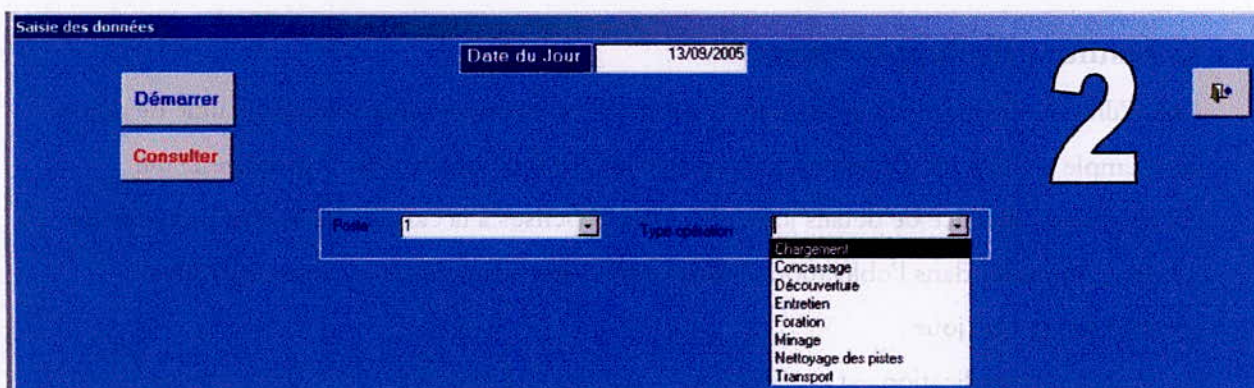 Saisie des données
Date du Jour 13/09/2005
2
Démarrer
Consulter
Poste 1 Type opération
Chargement
Concassage
Découverture
Entretien
Foration
Minage
Nettoyage des pistes
Transport